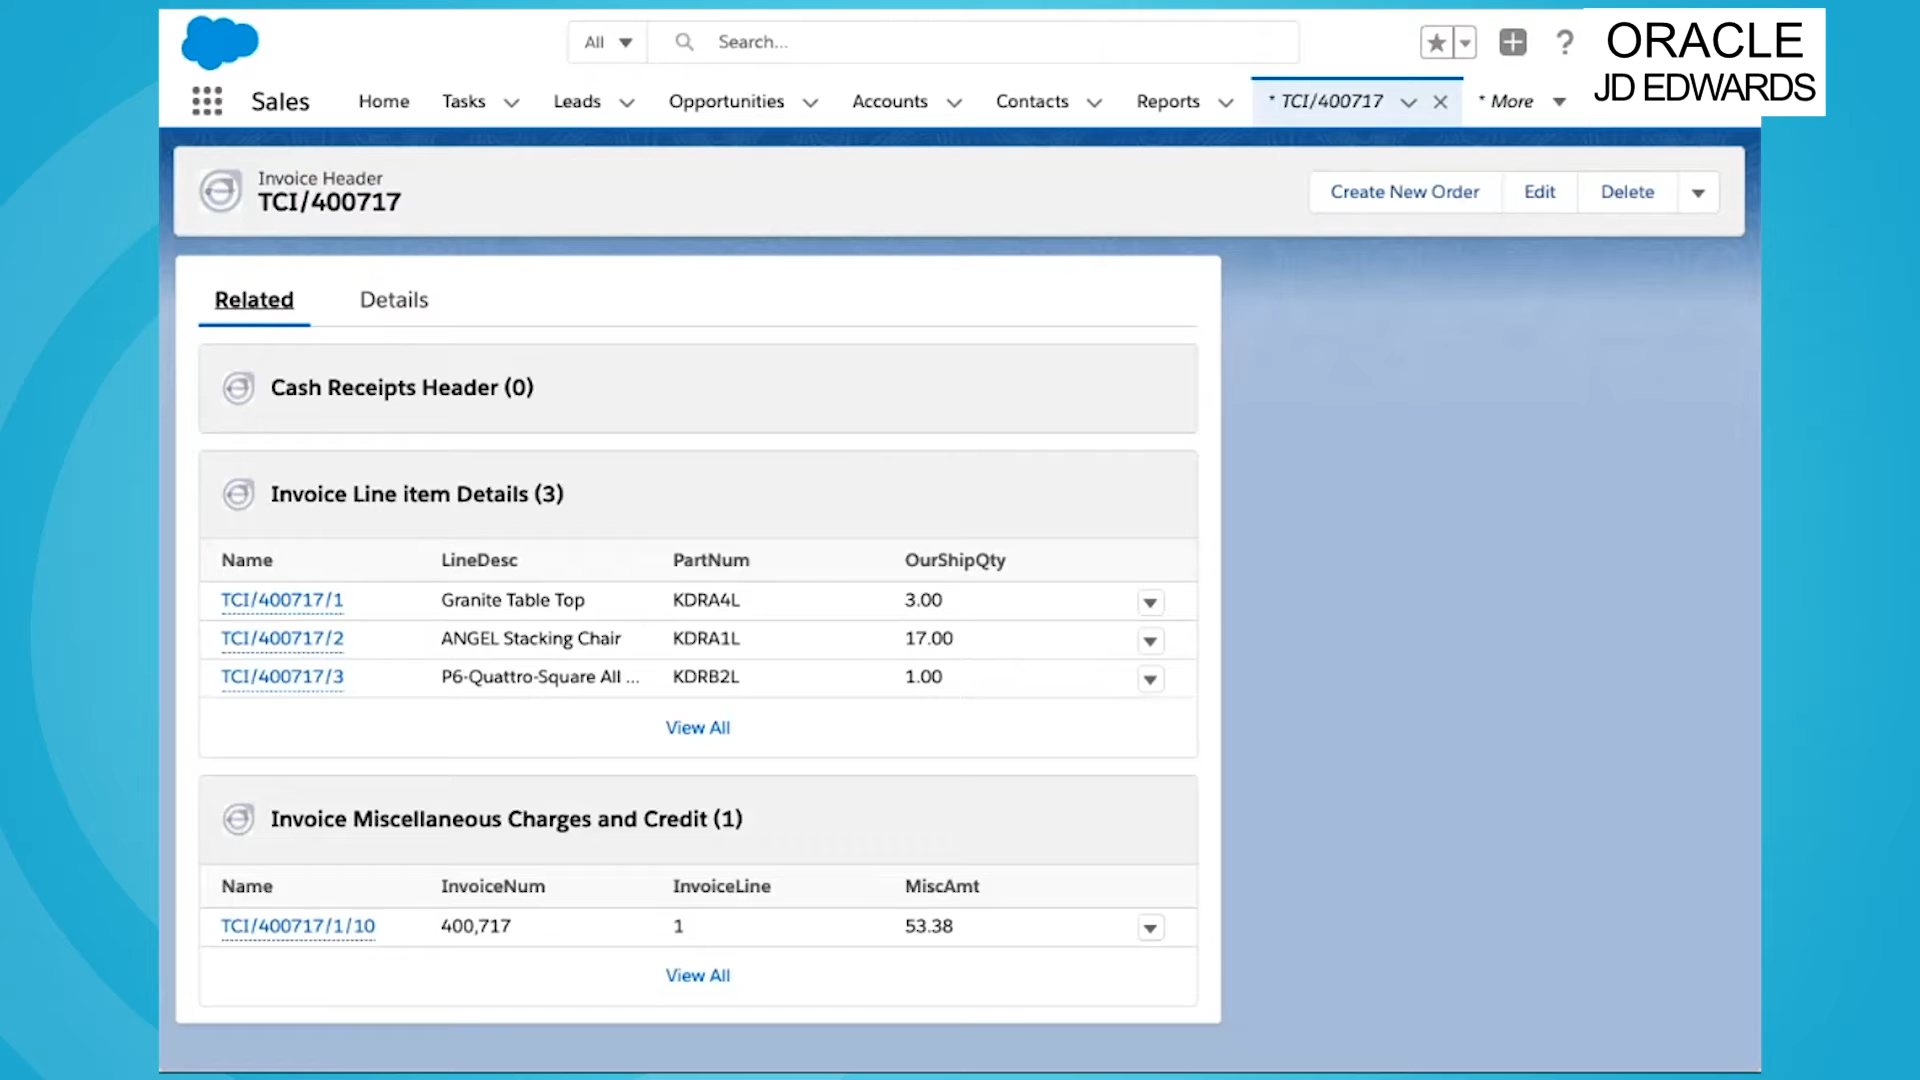 All
Search...
ORACLE
JD EDWARDS
Sales
Home
Tasks
Leads
Opportunities
Accounts
Contacts
Reports
* TCI/400717
* More
Invoice Header
TCI/400717
Create New Order
Edit
Delete
Related
Details
Cash Receipts Header (0)
Invoice Line item Details (3)
Name LineDesc PartNum OurShipQty
TCI/400717/1 Granite Table Top KDRA4L 3.00
TCI/400717/2 ANGEL Stacking Chair KDRA1L 17.00
TCI/400717/3 P6-Quattro-Square All ... KDRB2L 1.00
View All
Invoice Miscellaneous Charges and Credit (1)
Name InvoiceNum InvoiceLine MiscAmt
TCI/400717/1/10 400,717 1 53.38
View All